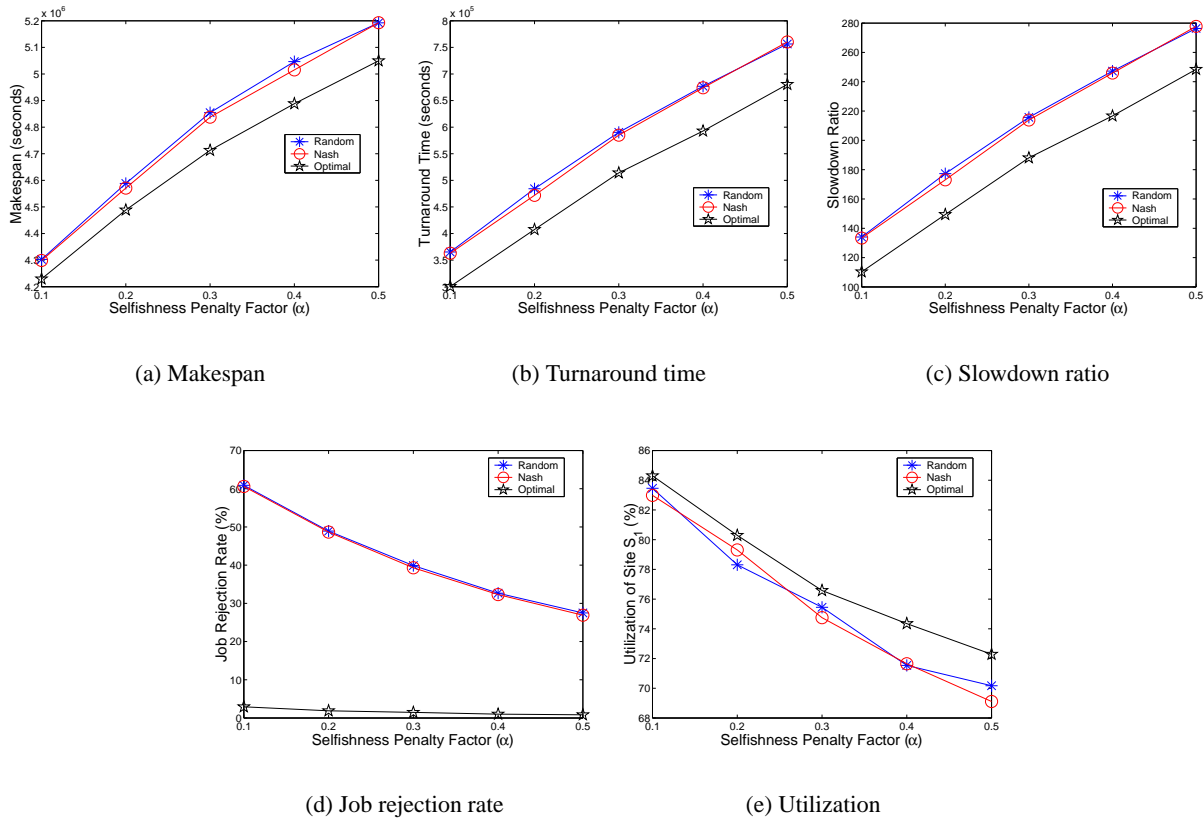 x 10^6
5.2
5.1
5
4.9
4.8
4.7
4.6
4.5
4.4
4.3
4.2
Makespan (seconds)
Random
Nash
Optimal
0.1 0.2 0.3 0.4 0.5
Selfishness Penalty Factor (α)
(a) Makespan
x 10^5
8
7.5
7
6.5
6
5.5
5
4.5
4
3.5
3
Turnaround Time (seconds)
Random
Nash
Optimal
0.1 0.2 0.3 0.4 0.5
Selfishness Penalty Factor (α)
(b) Turnaround time
280
260
240
220
200
180
160
140
120
100
Slowdown Ratio
Random
Nash
Optimal
0.1 0.2 0.3 0.4 0.5
Selfishness Penalty Factor (α)
(c) Slowdown ratio
70
60
50
40
30
20
10
0
Job Rejection Rate (%)
Random
Nash
Optimal
0.1 0.2 0.3 0.4 0.5
Selfishness Penalty Factor (α)
(d) Job rejection rate
86
84
82
80
78
76
74
72
70
68
Utilization of Site S_1 (%)
Random
Nash
Optimal
0.1 0.2 0.3 0.4 0.5
Selfishness Penalty Factor (α)
(e) Utilization